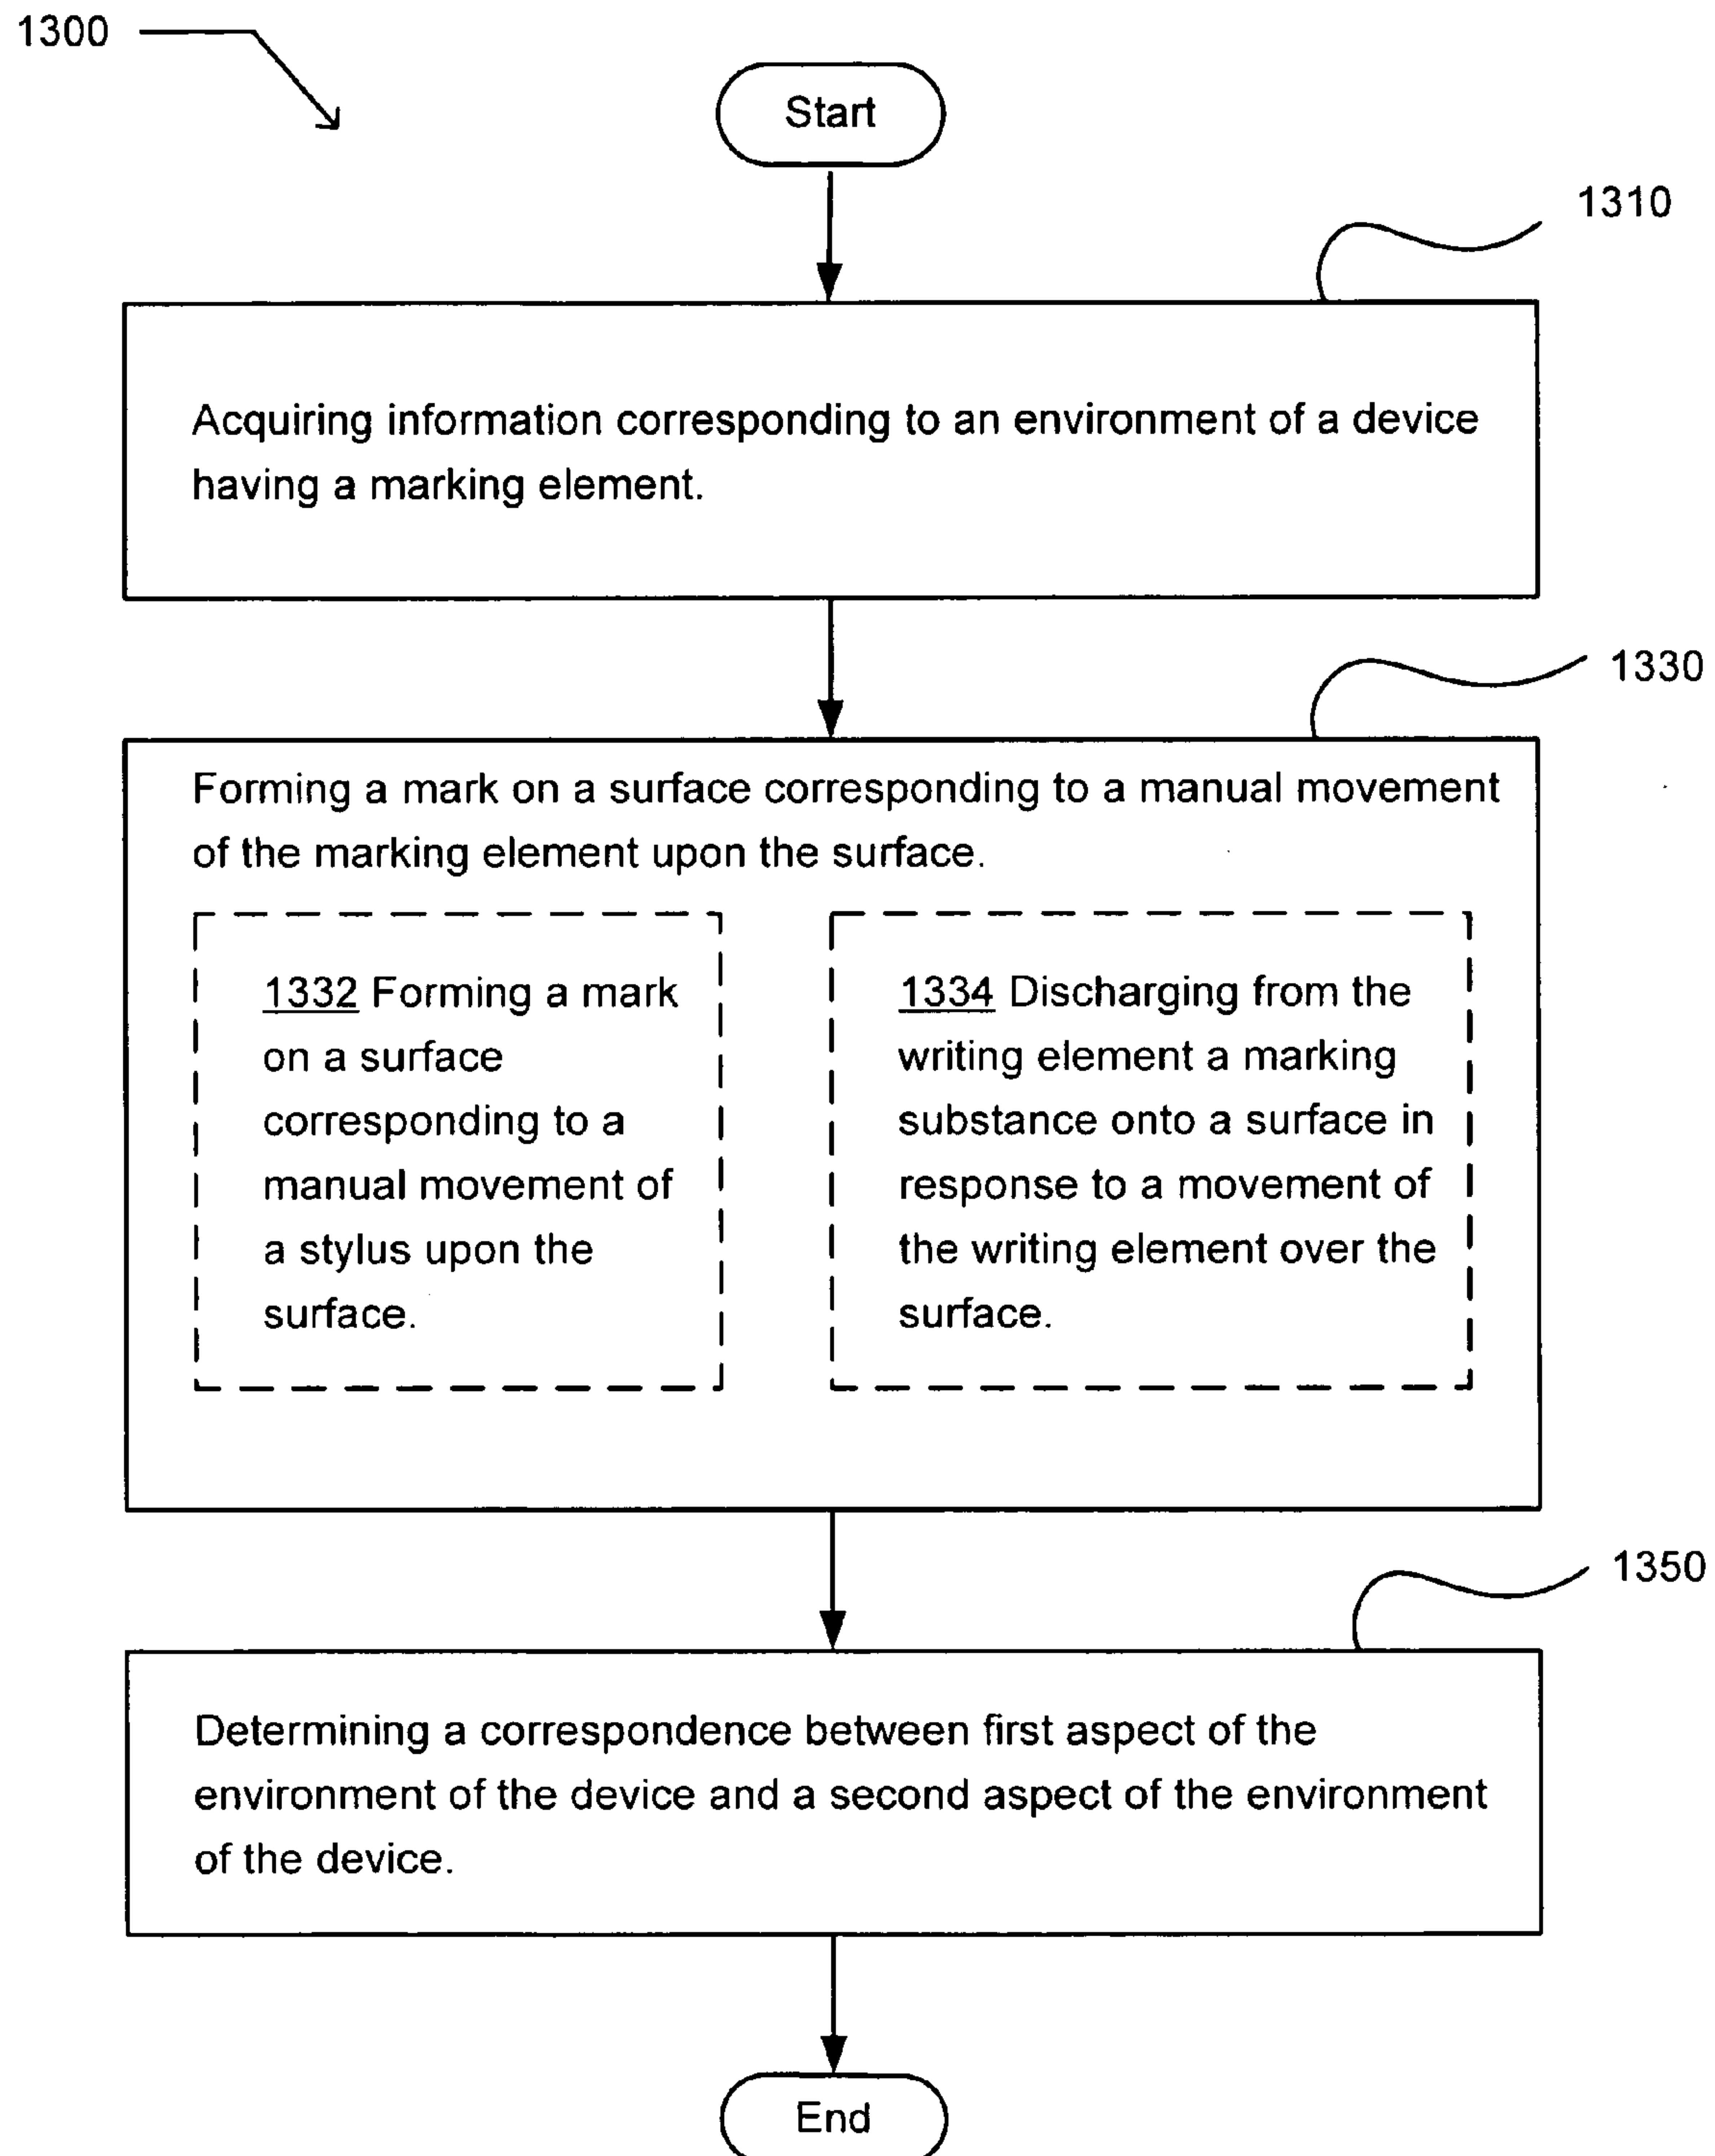 1300
Start
1310
Acquiring information corresponding to an environment of a device
having a marking element.
1330
Forming a mark on a surface corresponding to a manual movement
of the marking element upon the surface.
1332 Forming a mark
on a surface
corresponding to a
manual movement of
a stylus upon the
surface.
1334 Discharging from the
writing element a marking
substance onto a surface in
response to a movement of
the writing element over the
surface.
1350
Determining a correspondence between first aspect of the
environment of the device and a second aspect of the environment
of the device.
End